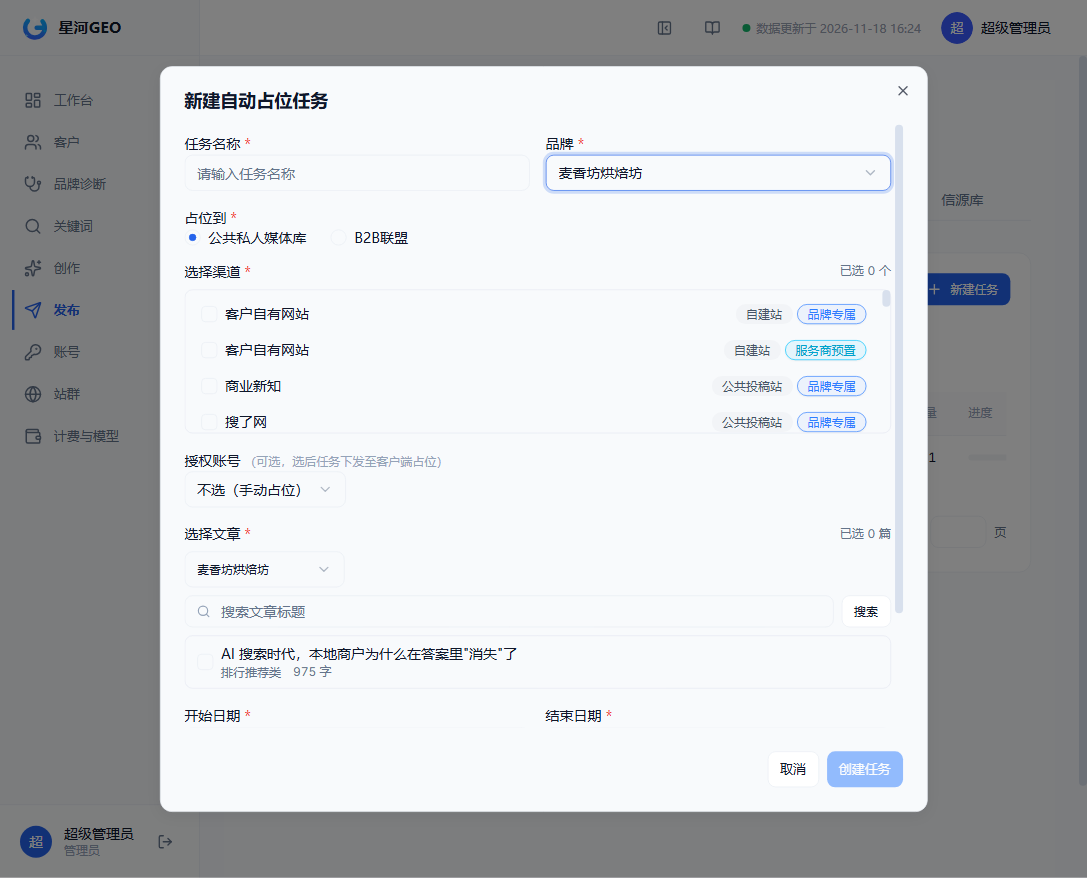 星河GEO
数据更新于 2026-11-18 16:24
超
超级管理员
工作台
客户
品牌诊断
关键词
创作
发布
账号
站群
计费与模型
信源库
+ 新建任务
量
进度
1
页
新建自动占位任务
任务名称 *
品牌 *
请输入任务名称
麦香坊烘焙坊
占位到 *
公共私人媒体库
B2B联盟
选择渠道 *
已选 0 个
客户自有网站
自建站
品牌专属
客户自有网站
自建站
服务商预置
商业新知
公共投稿站
品牌专属
搜了网
公共投稿站
品牌专属
授权账号 (可选，选后任务下发至客户端占位)
不选（手动占位）
选择文章 *
已选 0 篇
麦香坊烘焙坊
搜索文章标题
搜索
AI 搜索时代，本地商户为什么在答案里"消失"了
排行推荐类 975 字
开始日期 *
结束日期 *
取消
创建任务
超
超级管理员
管理员